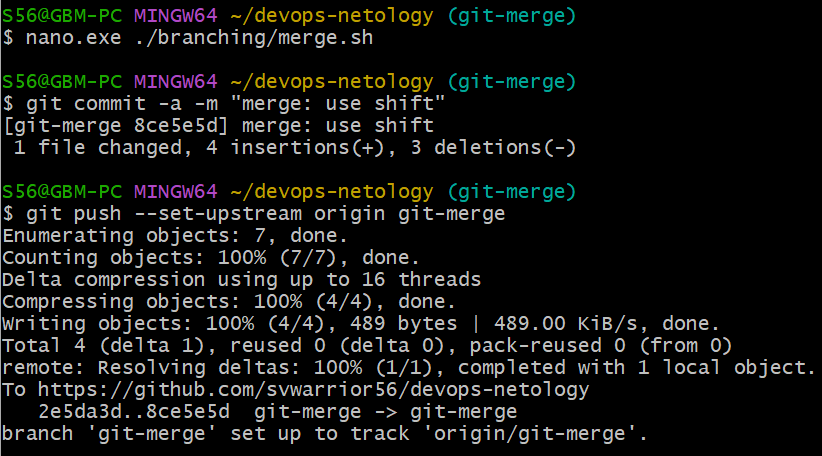 S56@GBM-PC MINGW64 ~/devops-netology (git-merge)
$ nano.exe ./branching/merge.sh
S56@GBM-PC MINGW64 ~/devops-netology (git-merge)
$ git commit -a -m "merge: use shift"
[git-merge 8ce5e5d] merge: use shift
 1 file changed, 4 insertions(+), 3 deletions(-)
S56@GBM-PC MINGW64 ~/devops-netology (git-merge)
$ git push --set-upstream origin git-merge
Enumerating objects: 7, done.
Counting objects: 100% (7/7), done.
Delta compression using up to 16 threads
Compressing objects: 100% (4/4), done.
Writing objects: 100% (4/4), 489 bytes | 489.00 KiB/s, done.
Total 4 (delta 1), reused 0 (delta 0), pack-reused 0 (from 0)
remote: Resolving deltas: 100% (1/1), completed with 1 local object.
To https://github.com/svwarrior56/devops-netology
   2e5da3d..8ce5e5d  git-merge -> git-merge
branch 'git-merge' set up to track 'origin/git-merge'.